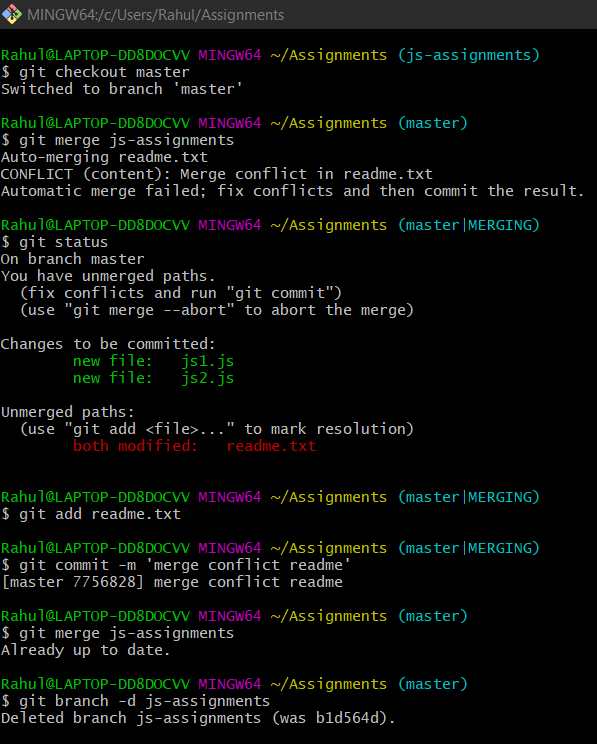 MINGW64:/c/Users/Rahul/Assignments
Rahul@LAPTOP-DD8DOCVV MINGW64 ~/Assignments (js-assignments)
$ git checkout master
Switched to branch 'master'
Rahul@LAPTOP-DD8DOCVV MINGW64 ~/Assignments (master)
$ git merge js-assignments
Auto-merging readme.txt
CONFLICT (content): Merge conflict in readme.txt
Automatic merge failed; fix conflicts and then commit the result.
Rahul@LAPTOP-DD8DOCVV MINGW64 ~/Assignments (master|MERGING)
$ git status
On branch master
You have unmerged paths.
  (fix conflicts and run "git commit")
  (use "git merge --abort" to abort the merge)
Changes to be committed:
        new file:   js1.js
        new file:   js2.js
Unmerged paths:
  (use "git add <file>..." to mark resolution)
        both modified:   readme.txt
Rahul@LAPTOP-DD8DOCVV MINGW64 ~/Assignments (master|MERGING)
$ git add readme.txt
Rahul@LAPTOP-DD8DOCVV MINGW64 ~/Assignments (master|MERGING)
$ git commit -m 'merge conflict readme'
[master 7756828] merge conflict readme
Rahul@LAPTOP-DD8DOCVV MINGW64 ~/Assignments (master)
$ git merge js-assignments
Already up to date.
Rahul@LAPTOP-DD8DOCVV MINGW64 ~/Assignments (master)
$ git branch -d js-assignments
Deleted branch js-assignments (was b1d564d).